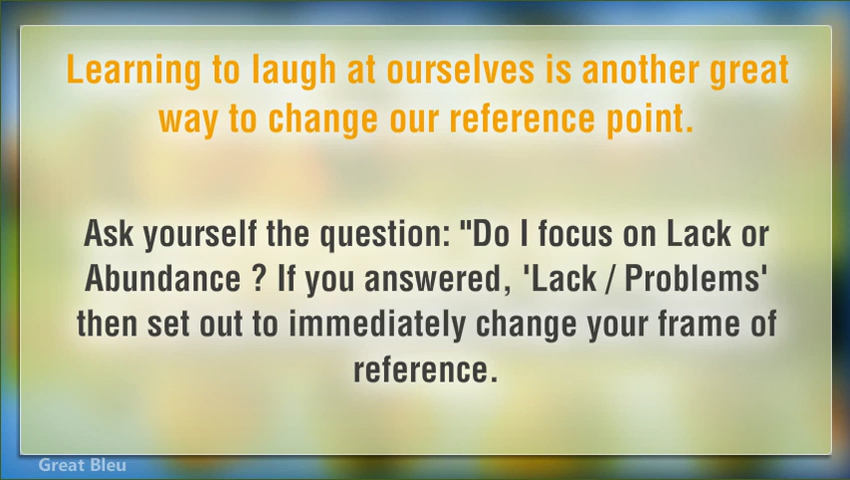 Learning to laugh at ourselves is another great
way to change our reference point.
Ask yourself the question: "Do I focus on Lack or
Abundance ? If you answered, 'Lack / Problems'
then set out to immediately change your frame of
reference.
Great Bleu